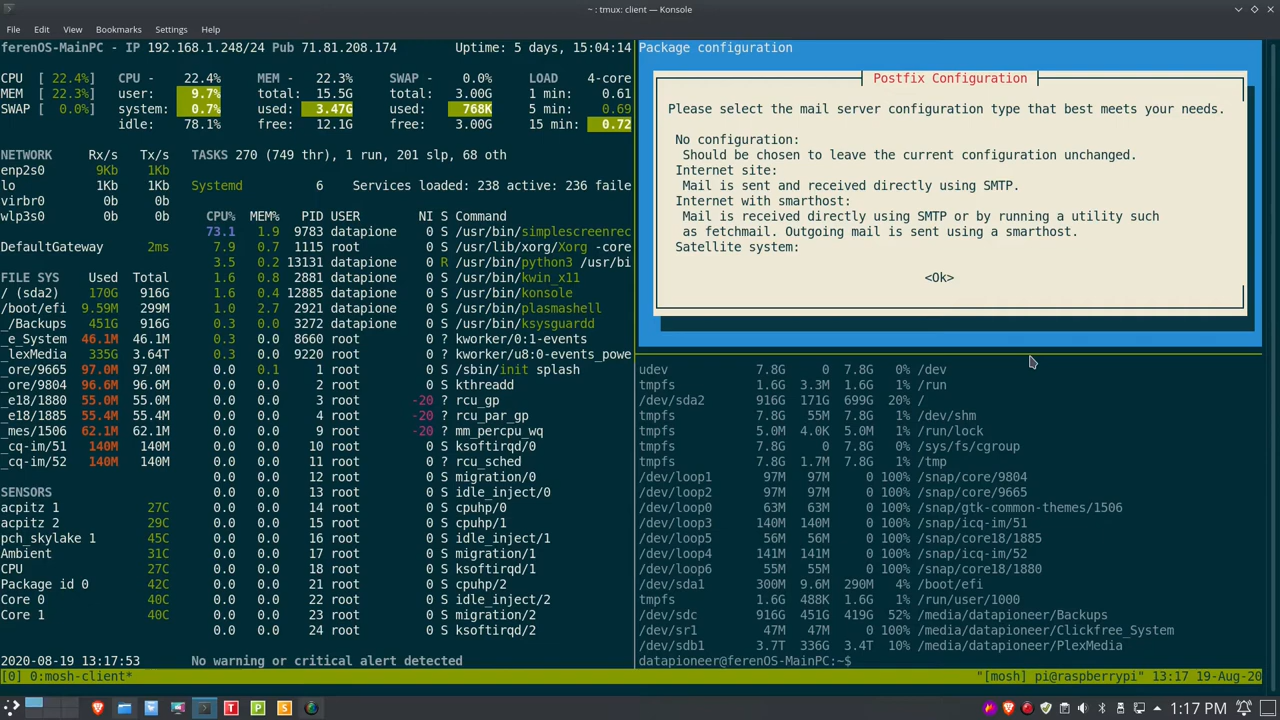 ~ : tmux: client — Konsole
File Edit View Bookmarks Settings Help
ferenOS-MainPC - IP 192.168.1.248/24 Pub 71.81.208.174 Uptime: 5 days, 15:04:14
CPU [ 22.4%] CPU - 22.4% MEM - 22.3% SWAP - 0.0% LOAD 4-core
MEM [ 22.3%] user: 9.7% total: 15.5G total: 3.00G 1 min: 0.61
SWAP [ 0.0%] system: 0.7% used: 3.47G used: 768K 5 min: 0.69
idle: 78.1% free: 12.1G free: 3.00G 15 min: 0.72
NETWORK Rx/s Tx/s TASKS 270 (749 thr), 1 run, 201 slp, 68 oth
enp2s0 9Kb 1Kb
lo 1Kb 1Kb Systemd 6 Services loaded: 238 active: 236 faile
virbr0 0b 0b
wlp3s0 0b 0b CPU% MEM% PID USER NI S Command
73.1 1.9 9783 datapione 0 S /usr/bin/simplescreenrec
DefaultGateway 2ms 7.9 0.7 1115 root 0 S /usr/lib/xorg/Xorg -core
3.5 0.2 13131 datapione 0 R /usr/bin/python3 /usr/bi
FILE SYS Used Total 1.6 0.8 2881 datapione 0 S /usr/bin/kwin_x11
/ (sda2) 170G 916G 1.6 0.4 12885 datapione 0 S /usr/bin/konsole
/boot/efi 9.59M 299M 1.0 2.7 2921 datapione 0 S /usr/bin/plasmashell
_/Backups 451G 916G 0.3 0.0 3272 datapione 0 S /usr/bin/ksysguardd
_e_System 46.1M 46.1M 0.3 0.0 8660 root 0 ? kworker/0:1-events
_lexMedia 335G 3.64T 0.3 0.0 9220 root 0 ? kworker/u8:0-events_powe
_ore/9665 97.0M 97.0M 0.0 0.1 1 root 0 S /sbin/init splash
_ore/9804 96.6M 96.6M 0.0 0.0 2 root 0 S kthreadd
_e18/1880 55.0M 55.0M 0.0 0.0 3 root -20 ? rcu_gp
_e18/1885 55.4M 55.4M 0.0 0.0 4 root -20 ? rcu_par_gp
_mes/1506 62.1M 62.1M 0.0 0.0 9 root -20 ? mm_percpu_wq
_cq-im/51 140M 140M 0.0 0.0 10 root 0 S ksoftirqd/0
_cq-im/52 140M 140M 0.0 0.0 11 root 0 ? rcu_sched
0.0 0.0 12 root 0 S migration/0
SENSORS 0.0 0.0 13 root 0 S idle_inject/0
acpitz 1 27C 0.0 0.0 14 root 0 S cpuhp/0
acpitz 2 29C 0.0 0.0 15 root 0 S cpuhp/1
pch_skylake 1 45C 0.0 0.0 16 root 0 S idle_inject/1
Ambient 31C 0.0 0.0 17 root 0 S migration/1
CPU 27C 0.0 0.0 18 root 0 S ksoftirqd/1
Package id 0 42C 0.0 0.0 21 root 0 S cpuhp/2
Core 0 40C 0.0 0.0 22 root 0 S idle_inject/2
Core 1 40C 0.0 0.0 23 root 0 S migration/2
0.0 0.0 24 root 0 S ksoftirqd/2
2020-08-19 13:17:53 No warning or critical alert detected
Package configuration
Postfix Configuration
Please select the mail server configuration type that best meets your needs.
No configuration:
Should be chosen to leave the current configuration unchanged.
Internet site:
Mail is sent and received directly using SMTP.
Internet with smarthost:
Mail is received directly using SMTP or by running a utility such
as fetchmail. Outgoing mail is sent using a smarthost.
Satellite system:
<Ok>
udev 7.8G 0 7.8G 0% /dev
tmpfs 1.6G 3.3M 1.6G 1% /run
/dev/sda2 916G 171G 699G 20% /
tmpfs 7.8G 55M 7.8G 1% /dev/shm
tmpfs 5.0M 4.0K 5.0M 1% /run/lock
tmpfs 7.8G 0 7.8G 0% /sys/fs/cgroup
tmpfs 7.8G 1.7M 7.8G 1% /tmp
/dev/loop1 97M 97M 0 100% /snap/core/9804
/dev/loop2 97M 97M 0 100% /snap/core/9665
/dev/loop0 63M 63M 0 100% /snap/gtk-common-themes/1506
/dev/loop3 140M 140M 0 100% /snap/icq-im/51
/dev/loop5 56M 56M 0 100% /snap/core18/1885
/dev/loop4 141M 141M 0 100% /snap/icq-im/52
/dev/loop6 55M 55M 0 100% /snap/core18/1880
/dev/sda1 300M 9.6M 290M 4% /boot/efi
tmpfs 1.6G 488K 1.6G 1% /run/user/1000
/dev/sdc 916G 451G 419G 52% /media/datapioneer/Backups
/dev/sr1 47M 47M 0 100% /media/datapioneer/Clickfree_System
/dev/sdb1 3.7T 336G 3.4T 10% /media/datapioneer/PlexMedia
datapioneer@ferenOS-MainPC:~$
[0] 0:mosh-client* "[mosh] pi@raspberrypi" 13:17 19-Aug-20
T P S 1:17 PM